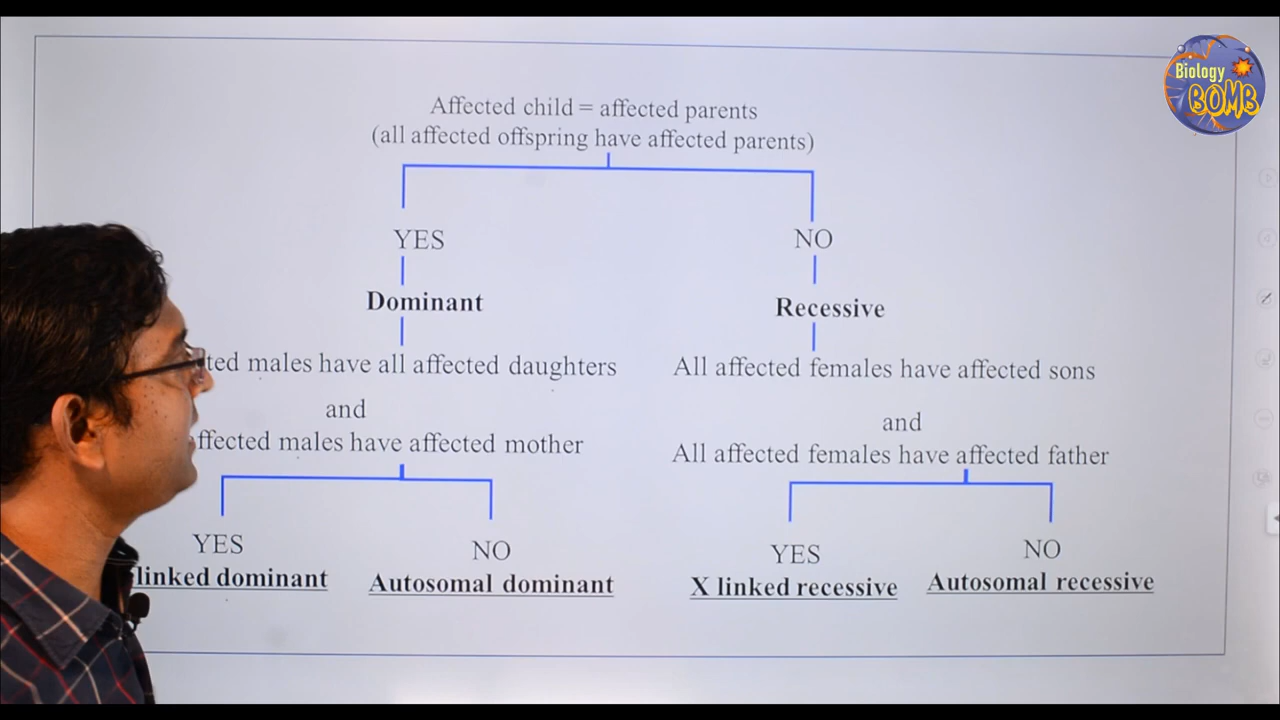 Biology
BOMB
Affected child = affected parents
(all affected offspring have affected parents)
YES
NO
Dominant
Recessive
males have all affected daughters
All affected females have affected sons
and
and
males have affected mother
All affected females have affected father
YES
NO
YES
NO
linked dominant
Autosomal dominant
X linked recessive
Autosomal recessive